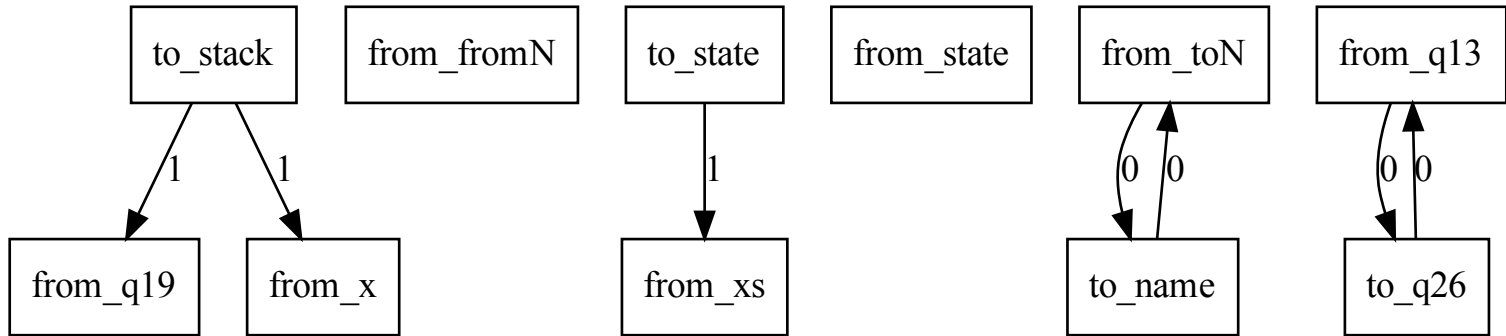 to_stack
from_fromN
to_state
from_state
from_toN
from_q13
1
1
1
0
0
0
0
from_q19
from_x
from_xs
to_name
to_q26